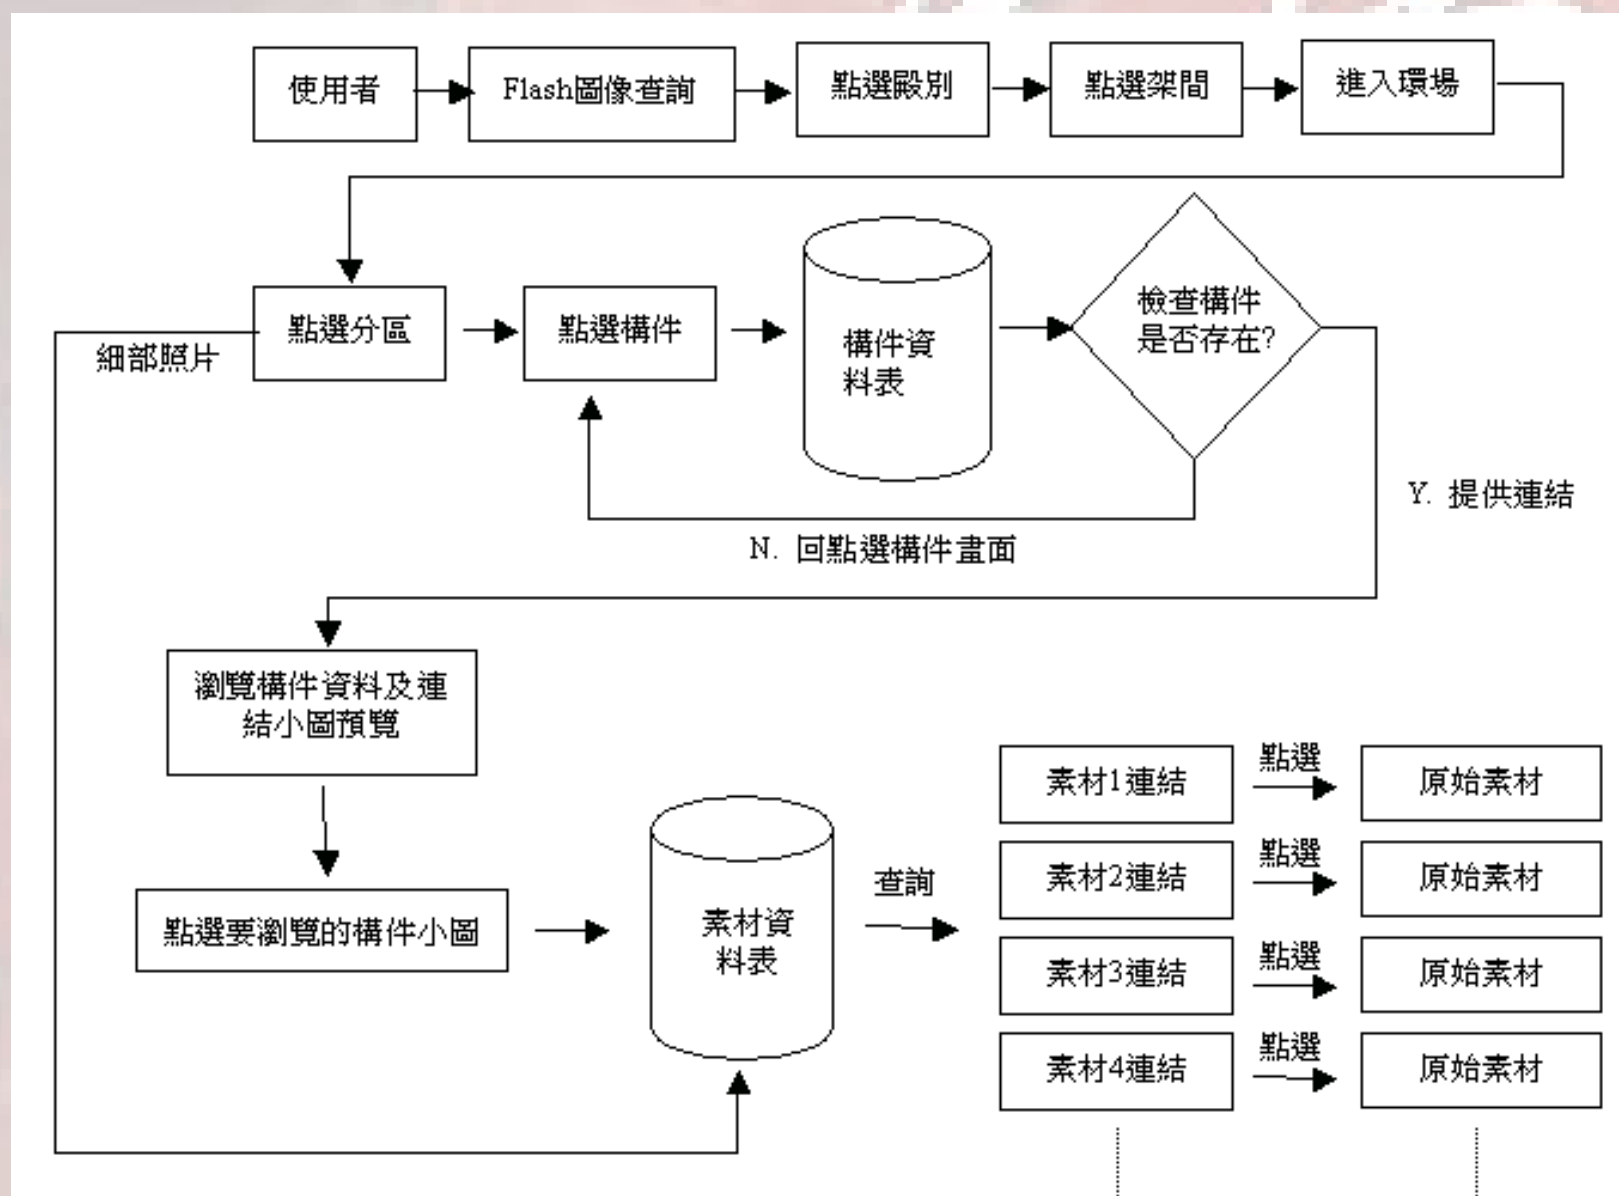 使用者
Flash圖像查詢
點選殿別
點選架間
進入環場
點選分區
點選構件
構件資
料表
檢查構件
是否存在?
細部照片
Y. 提供連結
N. 回點選構件畫面
瀏覽構件資料及連
結小圖預覽
點選要瀏覽的構件小圖
素材資
料表
查詢
素材1連結
點選
原始素材
素材2連結
點選
原始素材
素材3連結
點選
原始素材
素材4連結
點選
原始素材